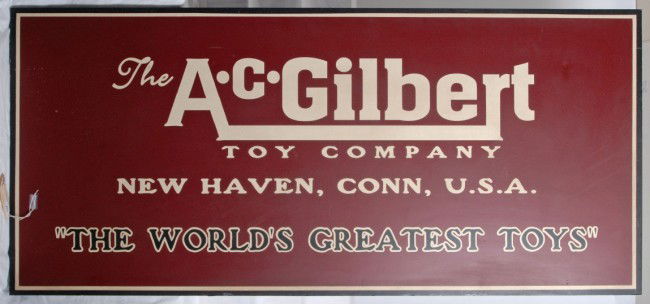 The A·C·Gilbert
TOY COMPANY
NEW HAVEN, CONN, U.S.A.
"THE WORLD'S GREATEST TOYS"